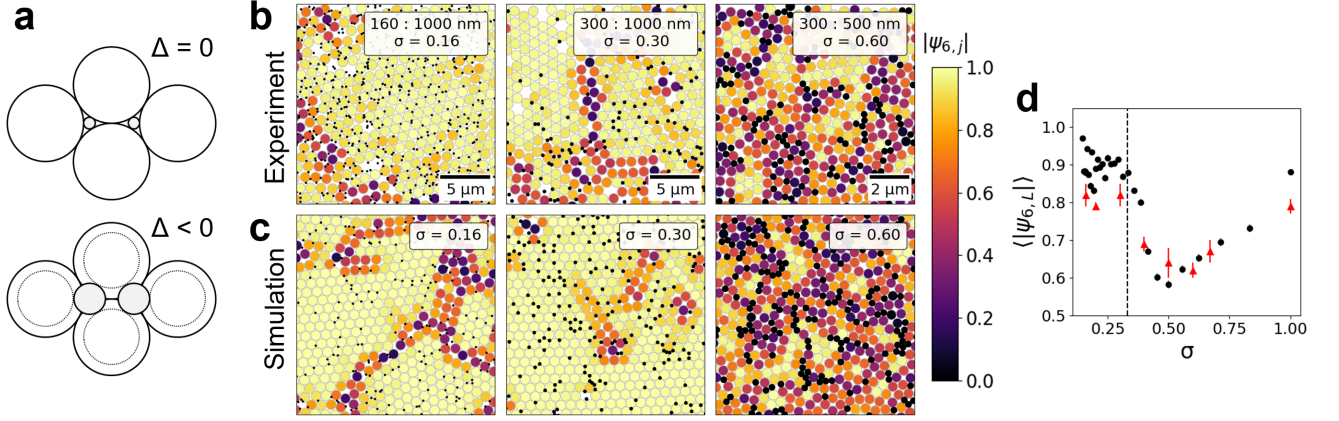 a
Δ = 0
Δ < 0
b
Experiment
160 : 1000 nm
σ = 0.16
5 μm
300 : 1000 nm
σ = 0.30
5 μm
300 : 500 nm
σ = 0.60
2 μm
c
Simulation
σ = 0.16
σ = 0.30
σ = 0.60
|ψ6,j|
1.0
0.8
0.6
0.4
0.2
0.0
d
⟨|ψ6,L|⟩
1.0
0.9
0.8
0.7
0.6
0.5
0.25 0.50 0.75 1.00
σ